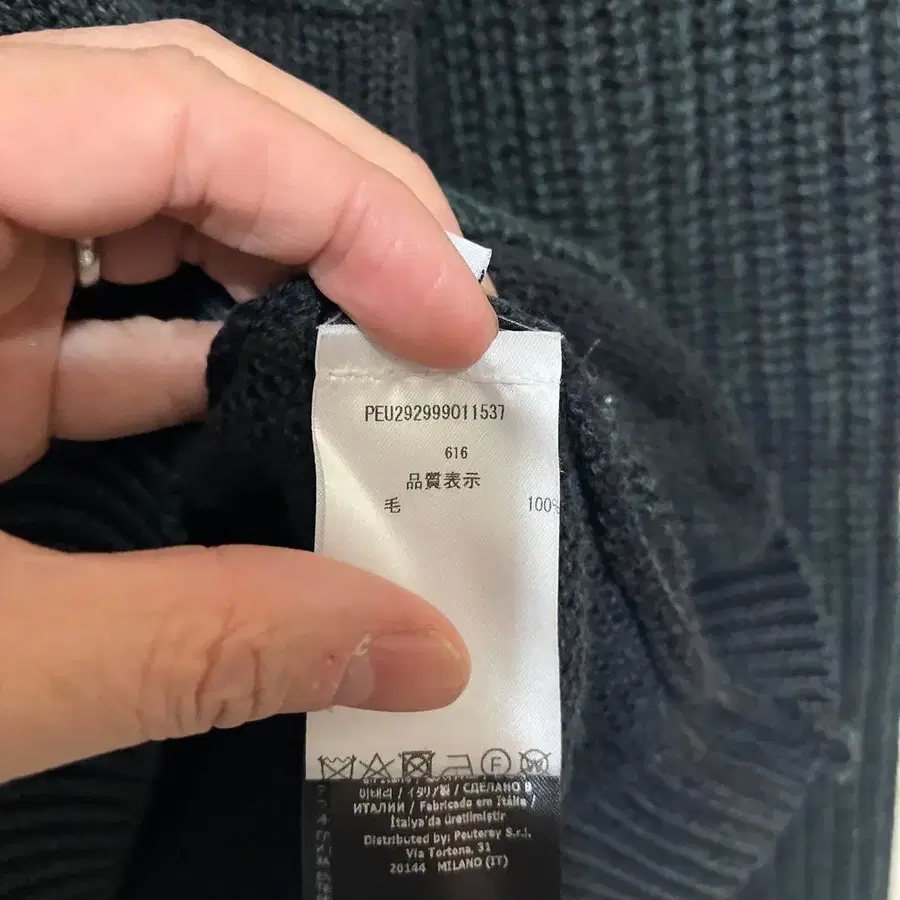 PEU292999011537
616
品質表示
毛 100%
F W
이태리 / イタリア製 / СДЕЛАНО В
ИТАЛИИ / Fabricado em Itália /
İtalya'da üretilmiştir
Distributed by: Peuterey S.r.l.
Via Tortona, 31
20144 MILANO (IT)